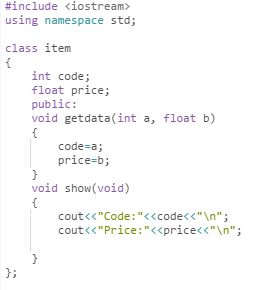 #include <iostream>
using namespace std;
class item
{
    int code;
    float price;
    public:
    void getdata(int a, float b)
    {
        code=a;
        price=b;
    }
    void show(void)
    {
        cout<<"Code:"<<code<<"\n";
        cout<<"Price:"<<price<<"\n";
    }
};